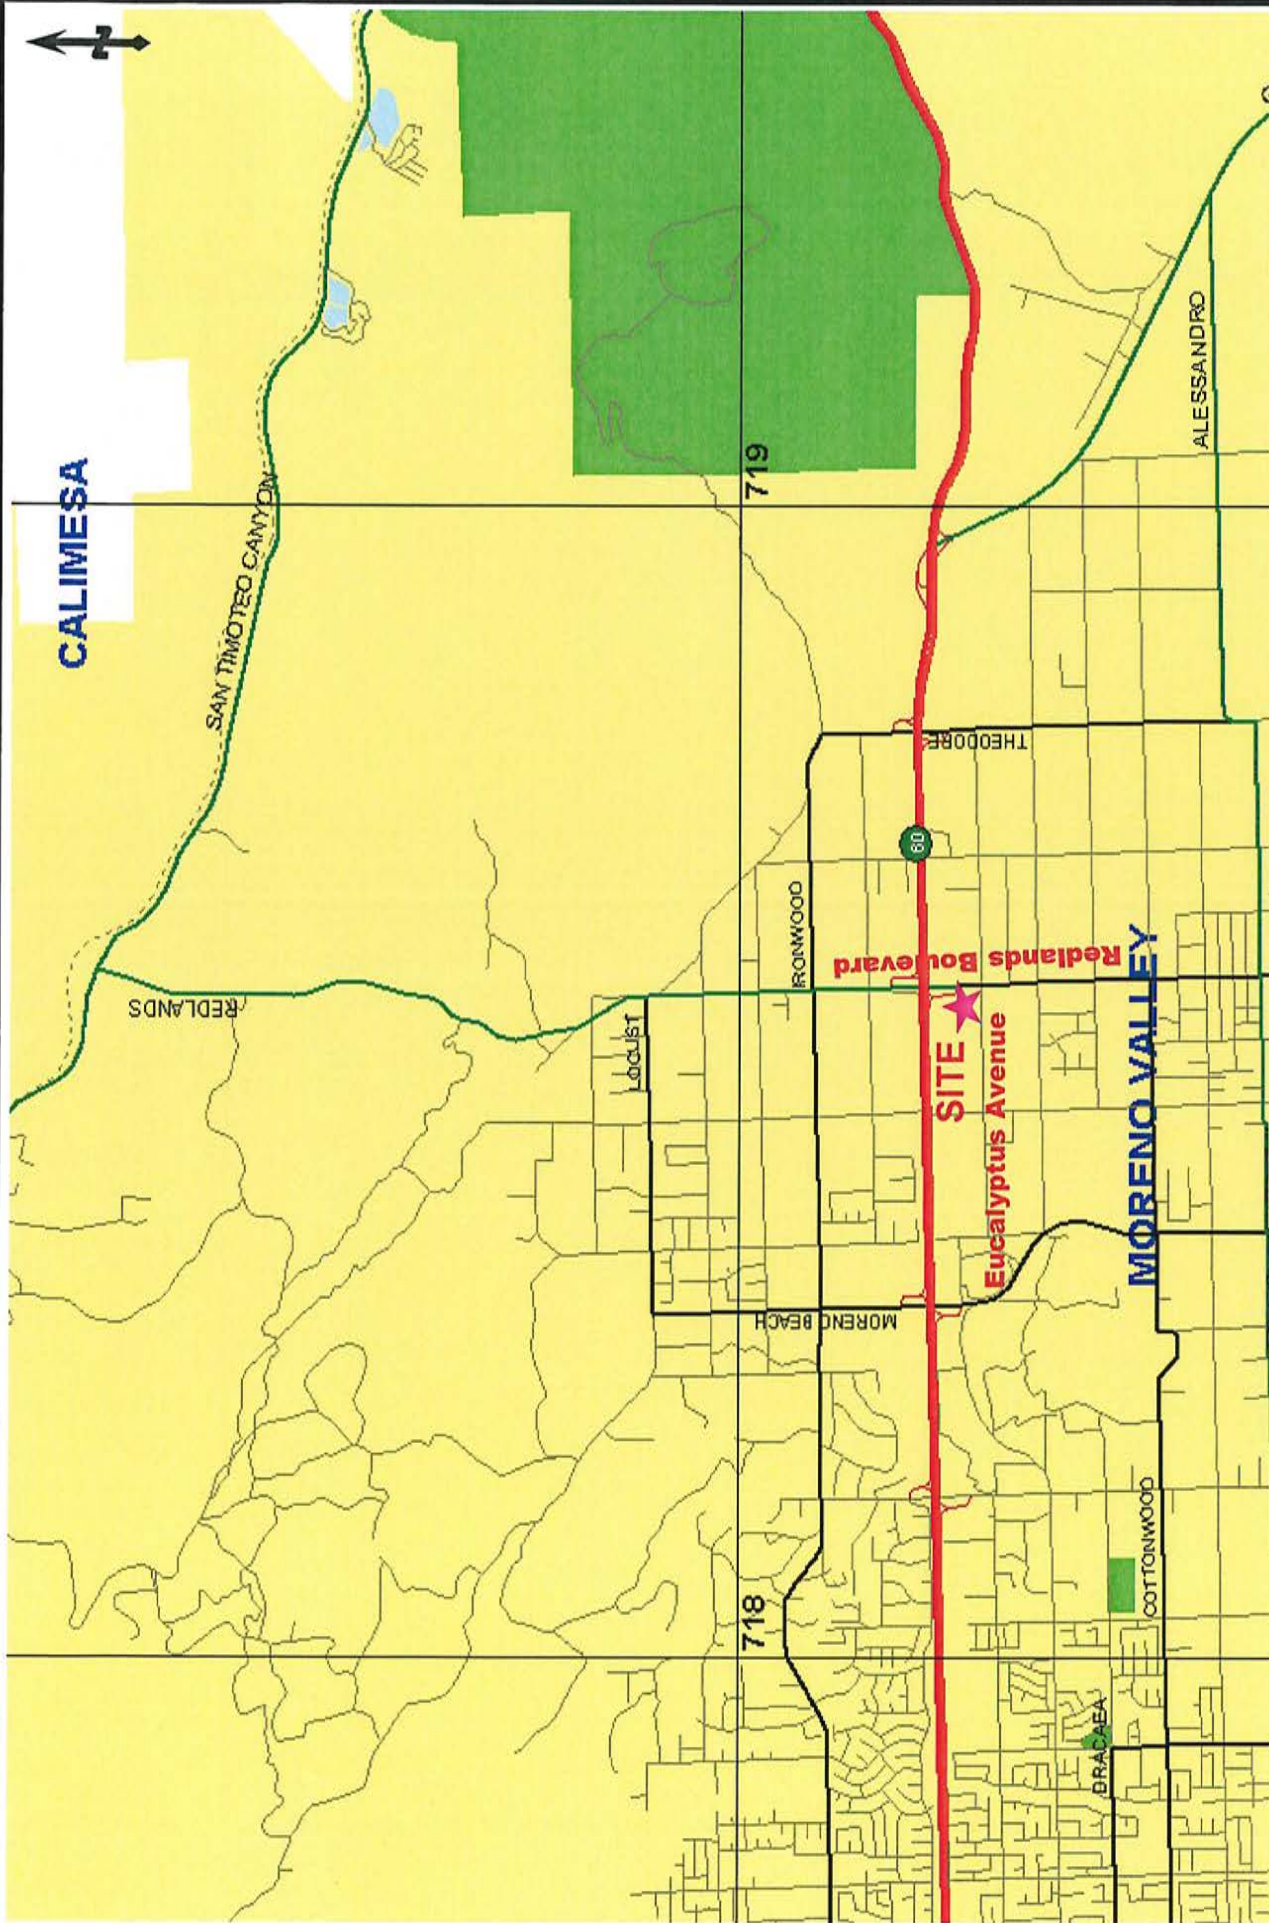 N
CALIMESA
SAN TIMOTEO CANYON
REDLANDS
LOCUST
719
IRONWOOD
THEODORE
60
Redlands Boulevard
SITE
Eucalyptus Avenue
ALESSANDRO
MORENO BEACH
MORENO VALLEY
718
COTTONWOOD
DRACAEA